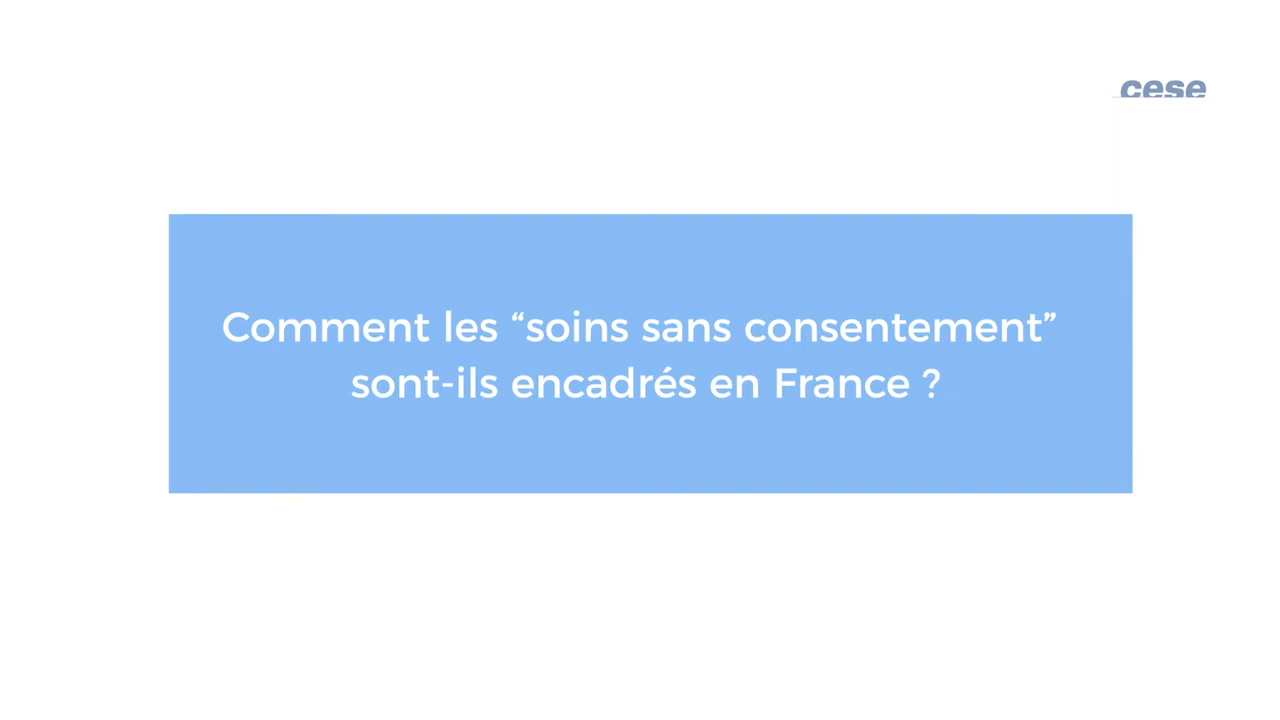 cese
Comment les “soins sans consentement”
sont-ils encadrés en France ?